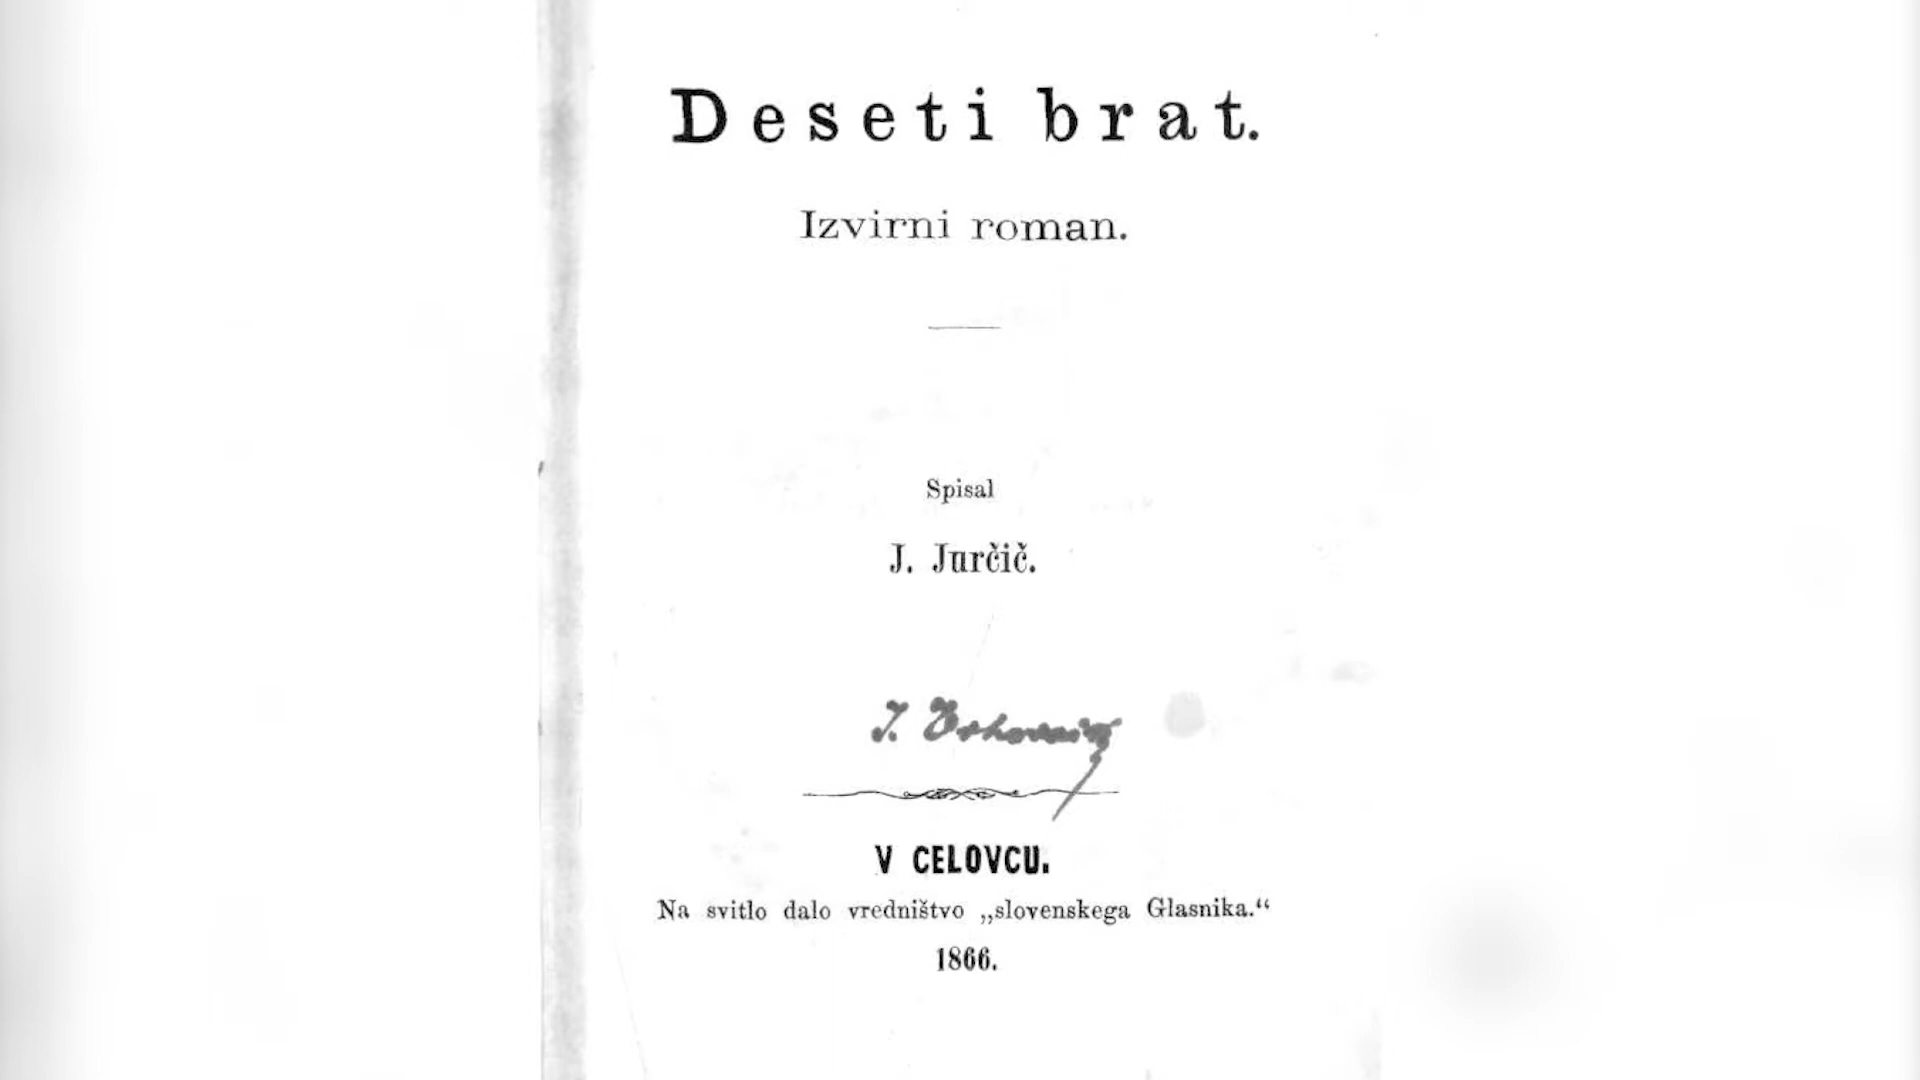 Deseti brat.
Izvirni roman.
Spisal
J. Jurčič.
J.
V CELOVCU.
Na svitlo dalo vredništvo „slovenskega Glasnika.“
1866.